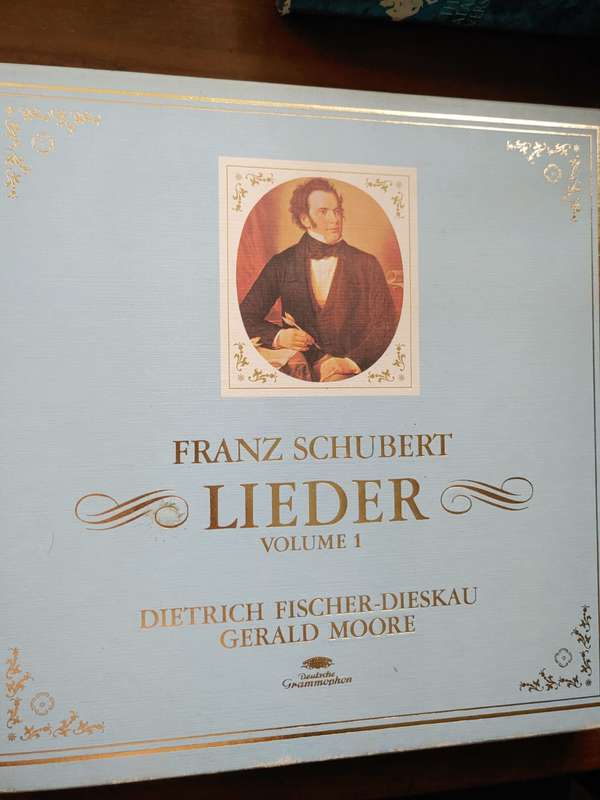 FRANZ SCHUBERT
LIEDER
VOLUME 1
DIETRICH FISCHER-DIESKAU
GERALD MOORE
Deutsche
Grammophon